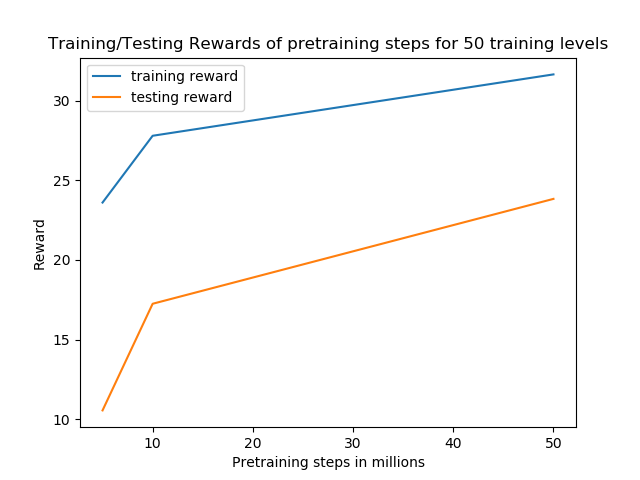 Training/Testing Rewards of pretraining steps for 50 training levels
training reward
testing reward
Reward
30
25
20
15
10
10
20
30
40
50
Pretraining steps in millions